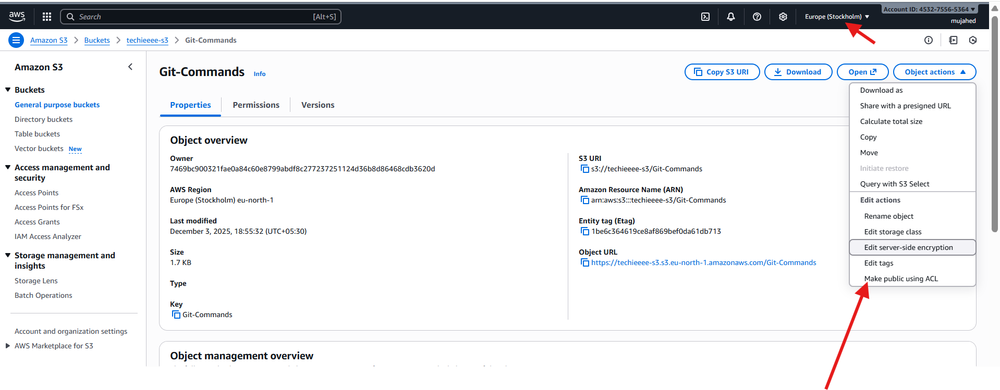 aws
Search
[Alt+S]
Europe (Stockholm)
Account ID: 4532-7556-5364
mujahed
Amazon S3
Buckets
techieeee-s3
Git-Commands
Amazon S3
Buckets
General purpose buckets
Directory buckets
Table buckets
Vector buckets New
Access management and
security
Access Points
Access Points for FSx
Access Grants
IAM Access Analyzer
Storage management and
insights
Storage Lens
Batch Operations
Account and organization settings
AWS Marketplace for S3
Git-Commands Info
Copy S3 URI
Download
Open
Object actions
Properties
Permissions
Versions
Object overview
Owner
7469bc900321fae0a84c60e8799abdf8c277237251124d36b8d86468cdb3620d
AWS Region
Europe (Stockholm) eu-north-1
Last modified
December 3, 2025, 18:55:32 (UTC+05:30)
Size
1.7 KB
Type
Key
Git-Commands
S3 URI
s3://techieeee-s3/Git-Commands
Amazon Resource Name (ARN)
arn:aws:s3:::techieeee-s3/Git-Commands
Entity tag (Etag)
1be6c364619ce8af869bef0da61db713
Object URL
https://techieeee-s3.s3.eu-north-1.amazonaws.com/Git-Commands
Download as
Share with a presigned URL
Calculate total size
Copy
Move
Initiate restore
Query with S3 Select
Edit actions
Rename object
Edit storage class
Edit server-side encryption
Edit tags
Make public using ACL
Object management overview